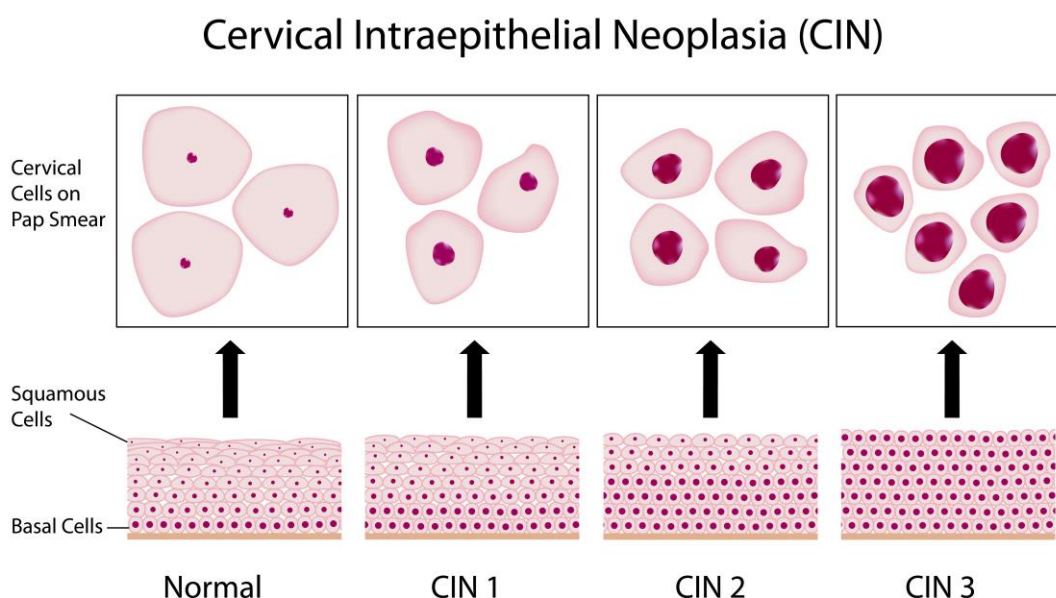 Cervical Intraepithelial Neoplasia (CIN)
Cervical
Cells on
Pap Smear
Squamous
Cells
Basal Cells
Normal
CIN 1
CIN 2
CIN 3